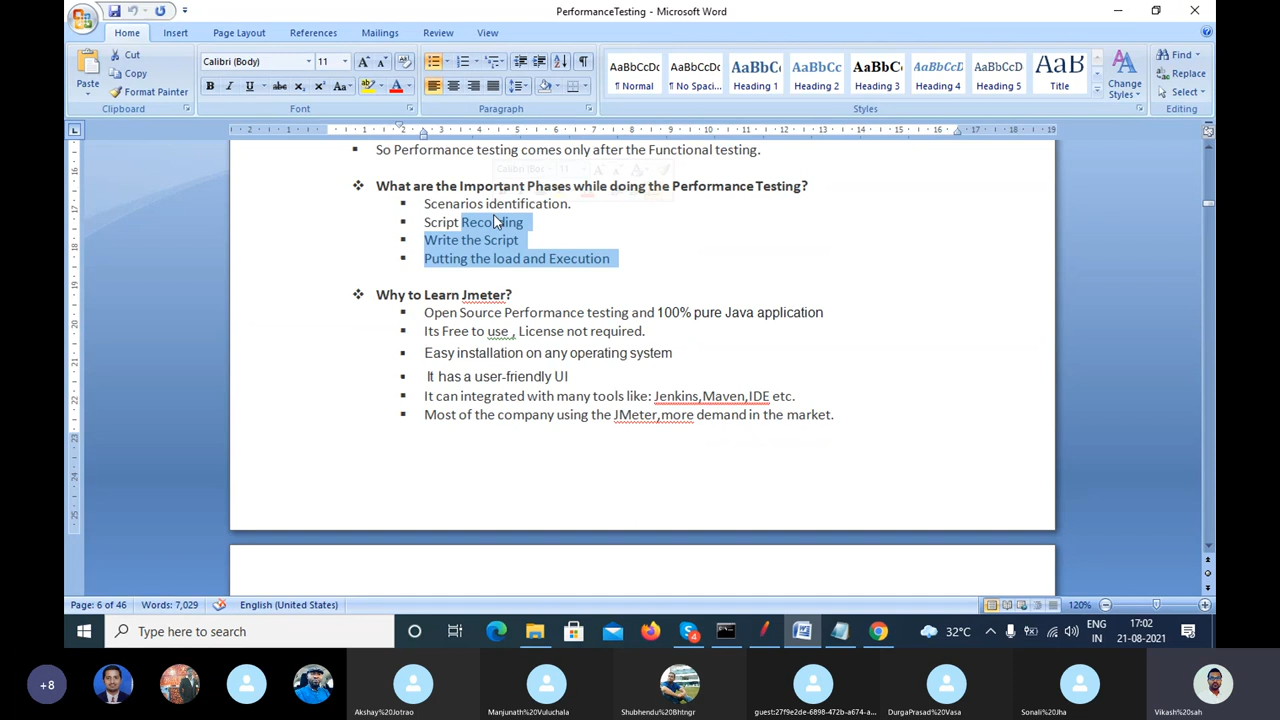 PerformanceTesting - Microsoft Word
Home Insert Page Layout References Mailings Review View
Paste
Cut
Copy
Format Painter
Clipboard
Calibri (Body) 11
Font
Paragraph
AaBbCcDc AaBbCcDc AaBbC AaBbCc AaBbC AaBbCcD AaBbCcD AaB
¶ Normal ¶ No Spaci... Heading 1 Heading 2 Heading 3 Heading 4 Heading 5 Title
Styles
Change Styles
Find
Replace
Select
Editing
So Performance testing comes only after the Functional testing.
What are the Important Phases while doing the Performance Testing?
Scenarios identification.
Script Recording
Write the Script
Putting the load and Execution
Why to Learn Jmeter?
Open Source Performance testing and 100% pure Java application
Its Free to use , License not required.
Easy installation on any operating system
It has a user-friendly UI
It can integrated with many tools like: Jenkins,Maven,IDE etc.
Most of the company using the JMeter,more demand in the market.
Page: 6 of 46 Words: 7,029 English (United States) 120%
Type here to search
4
32°C
ENG
IN
17:02
21-08-2021
+8
Akshay%20Jotrao
Manjunath%20Vuluchala
Shubhendu%20Bhtngr
guest:27f9e2de-6898-472b-a674-a...
DurgaPrasad%20Vasa
Sonali%20Jha
Vikash%20sah